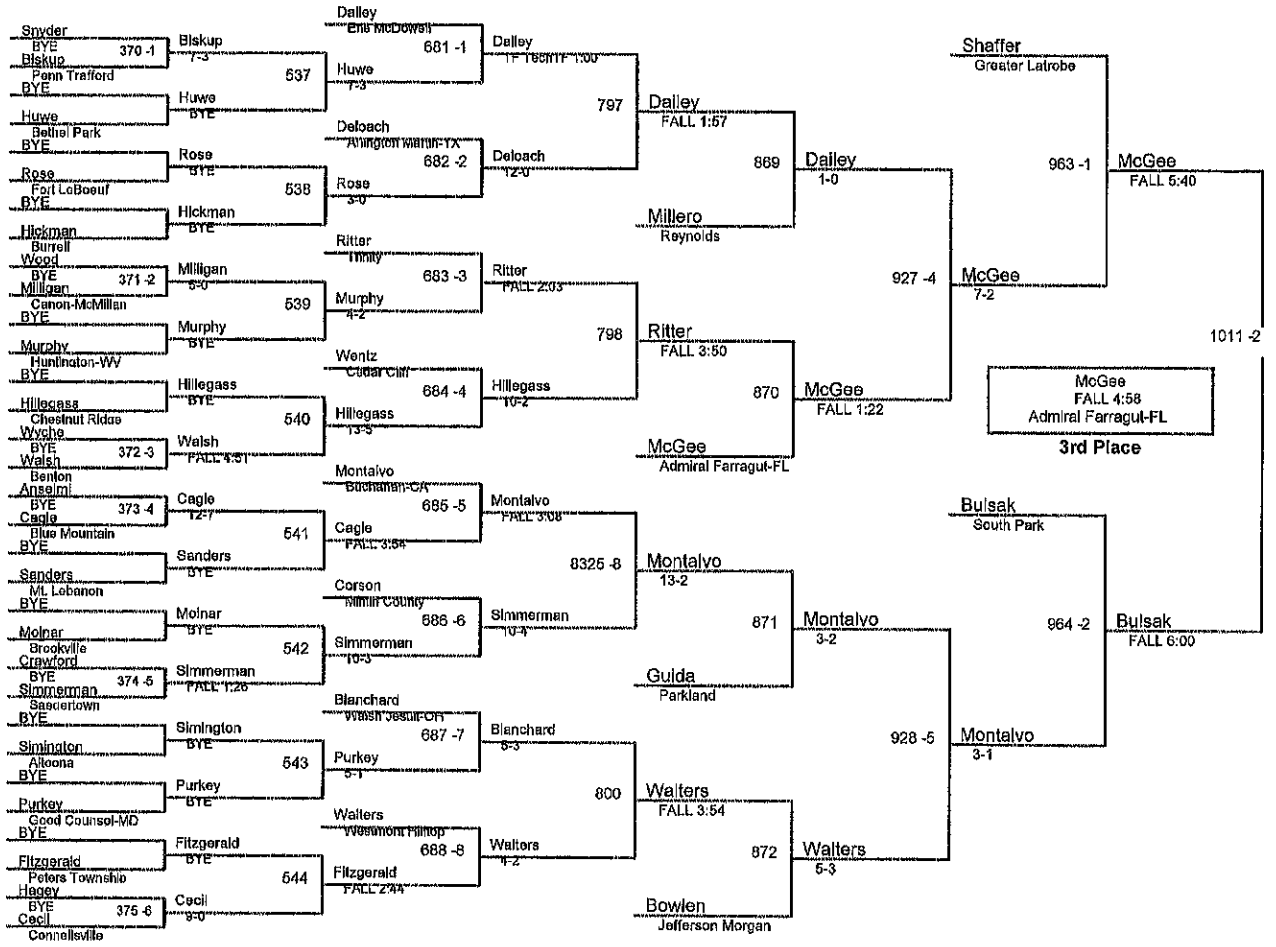 Snyder
BYE
370 -1
Biskup
Penn Trafford
BYE
Huwe
Bethel Park
BYE
Rose
Fort LeBoeuf
BYE
Hickman
Burrell
Wood
BYE
371 -2
Milligan
Canon-McMillan
BYE
Murphy
Huntington-WV
BYE
Hillegass
Chestnut Ridge
Wyche
BYE
372 -3
Walsh
Benton
Anselmi
BYE
373 -4
Cagle
Blue Mountain
BYE
Sanders
Mt. Lebanon
BYE
Molnar
Brookville
Crawford
BYE
374 -5
Simmerman
Saegertown
BYE
Simington
Altoona
BYE
Purkey
Good Counsel-MD
BYE
Fitzgerald
Peters Township
Hagey
BYE
375 -6
Cecil
Connellsville
Biskup
7-3
537
Huwe
BYE
Rose
BYE
538
Hickman
BYE
Milligan
5-0
539
Murphy
BYE
Hillegass
BYE
540
Walsh
FALL 4:51
Cagle
12-7
541
Sanders
BYE
Molnar
BYE
542
Simmerman
FALL 1:26
Simington
BYE
543
Purkey
BYE
Fitzgerald
BYE
544
Cecil
9-0
Dailey
Erie McDowell
681 -1
Huwe
7-3
Deloach
Arlington Martin-TX
682 -2
Rose
3-0
Ritter
Trinity
683 -3
Murphy
4-2
Wentz
Cedar Cliff
684 -4
Hillegass
13-5
Montalvo
Buchanan-CA
685 -5
Cagle
FALL 3:54
Corson
Mifflin County
686 -6
Simmerman
10-3
Blanchard
Walsh Jesuit-OH
687 -7
Purkey
5-1
Walters
Westmont Hilltop
688 -8
Fitzgerald
FALL 2:44
Dailey
TF TechTF 1:00
797
Deloach
12-0
Ritter
FALL 2:03
798
Hillegass
10-2
Montalvo
FALL 3:08
8325 -8
Simmerman
10-4
Blanchard
5-3
800
Walters
4-2
Dailey
FALL 1:57
869
Millero
Reynolds
Ritter
FALL 3:50
870
McGee
Admiral Farragut-FL
Montalvo
13-2
871
Guida
Parkland
Walters
FALL 3:54
872
Bowlen
Jefferson Morgan
Dailey
1-0
927 -4
McGee
FALL 1:22
Montalvo
3-2
928 -5
Walters
5-3
Shaffer
Greater Latrobe
963 -1
McGee
7-2
Bulsak
South Park
964 -2
Montalvo
3-1
McGee
FALL 5:40
1011 -2
Bulsak
FALL 6:00
McGee
FALL 4:58
Admiral Farragut-FL
3rd Place